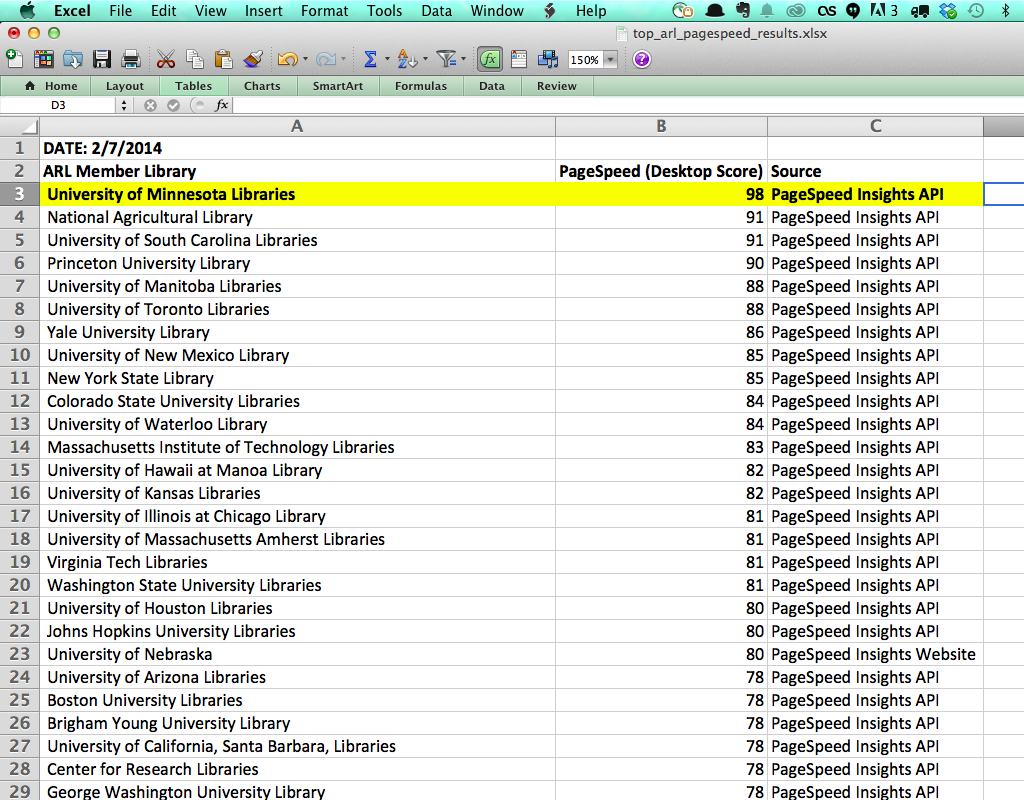 Excel File Edit View Insert Format Tools Data Window Help 3
top_arl_pagespeed_results.xlsx
150%
Home Layout Tables Charts SmartArt Formulas Data Review
D3 fx
A B C
1 DATE: 2/7/2014
2 ARL Member Library PageSpeed (Desktop Score) Source
3 University of Minnesota Libraries 98 PageSpeed Insights API
4 National Agricultural Library 91 PageSpeed Insights API
5 University of South Carolina Libraries 91 PageSpeed Insights API
6 Princeton University Library 90 PageSpeed Insights API
7 University of Manitoba Libraries 88 PageSpeed Insights API
8 University of Toronto Libraries 88 PageSpeed Insights API
9 Yale University Library 86 PageSpeed Insights API
10 University of New Mexico Library 85 PageSpeed Insights API
11 New York State Library 85 PageSpeed Insights API
12 Colorado State University Libraries 84 PageSpeed Insights API
13 University of Waterloo Library 84 PageSpeed Insights API
14 Massachusetts Institute of Technology Libraries 83 PageSpeed Insights API
15 University of Hawaii at Manoa Library 82 PageSpeed Insights API
16 University of Kansas Libraries 82 PageSpeed Insights API
17 University of Illinois at Chicago Library 81 PageSpeed Insights API
18 University of Massachusetts Amherst Libraries 81 PageSpeed Insights API
19 Virginia Tech Libraries 81 PageSpeed Insights API
20 Washington State University Libraries 81 PageSpeed Insights API
21 University of Houston Libraries 80 PageSpeed Insights API
22 Johns Hopkins University Libraries 80 PageSpeed Insights API
23 University of Nebraska 80 PageSpeed Insights Website
24 University of Arizona Libraries 78 PageSpeed Insights API
25 Boston University Libraries 78 PageSpeed Insights API
26 Brigham Young University Library 78 PageSpeed Insights API
27 University of California, Santa Barbara, Libraries 78 PageSpeed Insights API
28 Center for Research Libraries 78 PageSpeed Insights API
29 George Washington University Library 78 PageSpeed Insights API